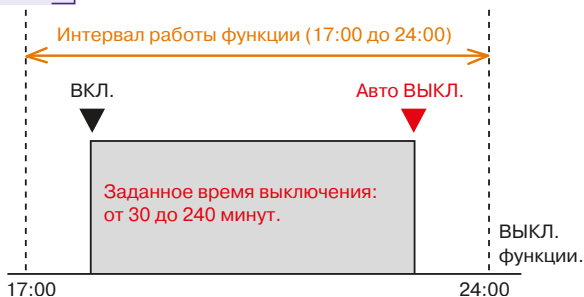 Интервал работы функции (17:00 до 24:00)
ВКЛ.
Авто ВЫКЛ.
Заданное время выключения:
от 30 до 240 минут.
ВЫКЛ.
функции.
17:00
24:00